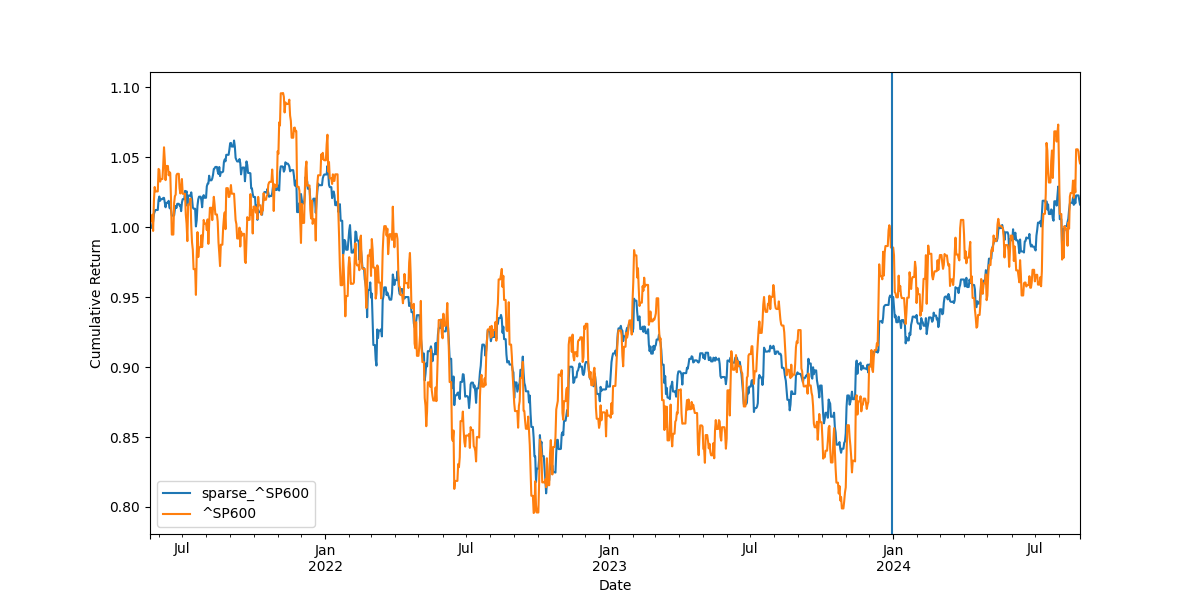 1.10
1.05
1.00
0.95
0.90
0.85
0.80
Cumulative Return
sparse_^SP600
^SP600
Jul
Jan
2022
Jul
Jan
2023
Jul
Jan
2024
Jul
Date